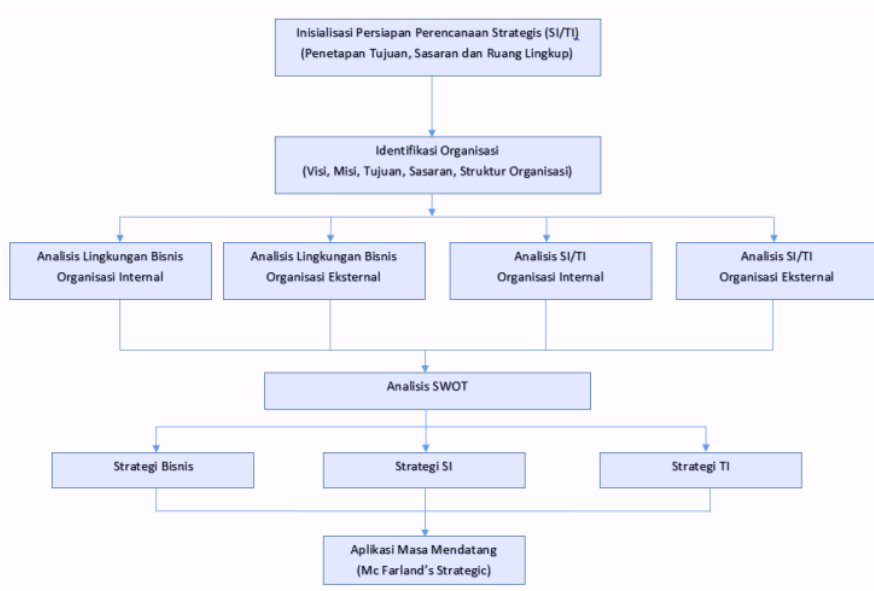 Inisialisasi Persiapan Perencanaan Strategis (SI/TI)
(Penetapan Tujuan, Sasaran dan Ruang Lingkup)
Identifikasi Organisasi
(Visi, Misi, Tujuan, Sasaran, Struktur Organisasi)
Analisis Lingkungan Bisnis
Organisasi Internal
Analisis Lingkungan Bisnis
Organisasi Eksternal
Analisis SI/TI
Organisasi Internal
Analisis SI/TI
Organisasi Eksternal
Analisis SWOT
Strategi Bisnis
Strategi SI
Strategi TI
Aplikasi Masa Mendatang
(Mc Farland's Strategic)